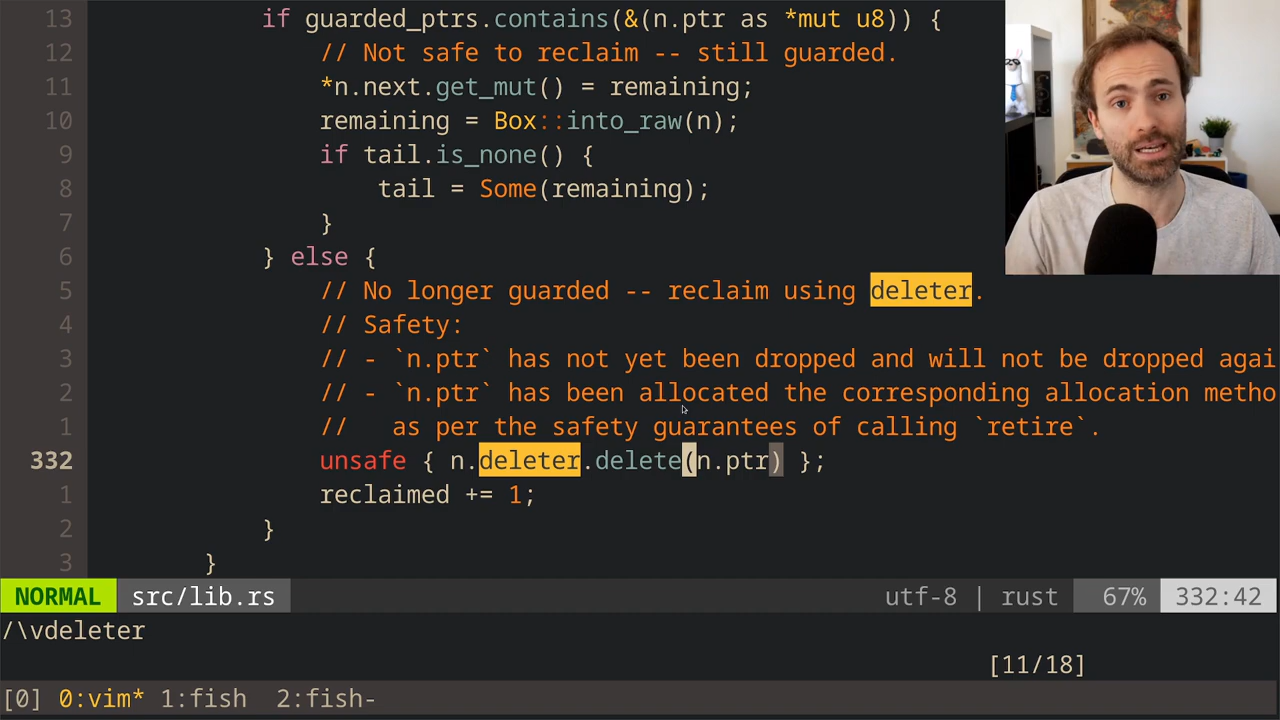 13 if guarded_ptrs.contains(&(n.ptr as *mut u8)) {
12 // Not safe to reclaim -- still guarded.
11 *n.next.get_mut() = remaining;
10 remaining = Box::into_raw(n);
9 if tail.is_none() {
8 tail = Some(remaining);
7 }
6 } else {
5 // No longer guarded -- reclaim using deleter.
4 // Safety:
3 // - `n.ptr` has not yet been dropped and will not be dropped agai
2 // - `n.ptr` has been allocated the corresponding allocation metho
1 // as per the safety guarantees of calling `retire`.
332 unsafe { n.deleter.delete(n.ptr) };
1 reclaimed += 1;
2 }
3 }
NORMAL src/lib.rs utf-8 | rust 67% 332:42
/\vdeleter
[11/18]
[0] 0:vim* 1:fish 2:fish-